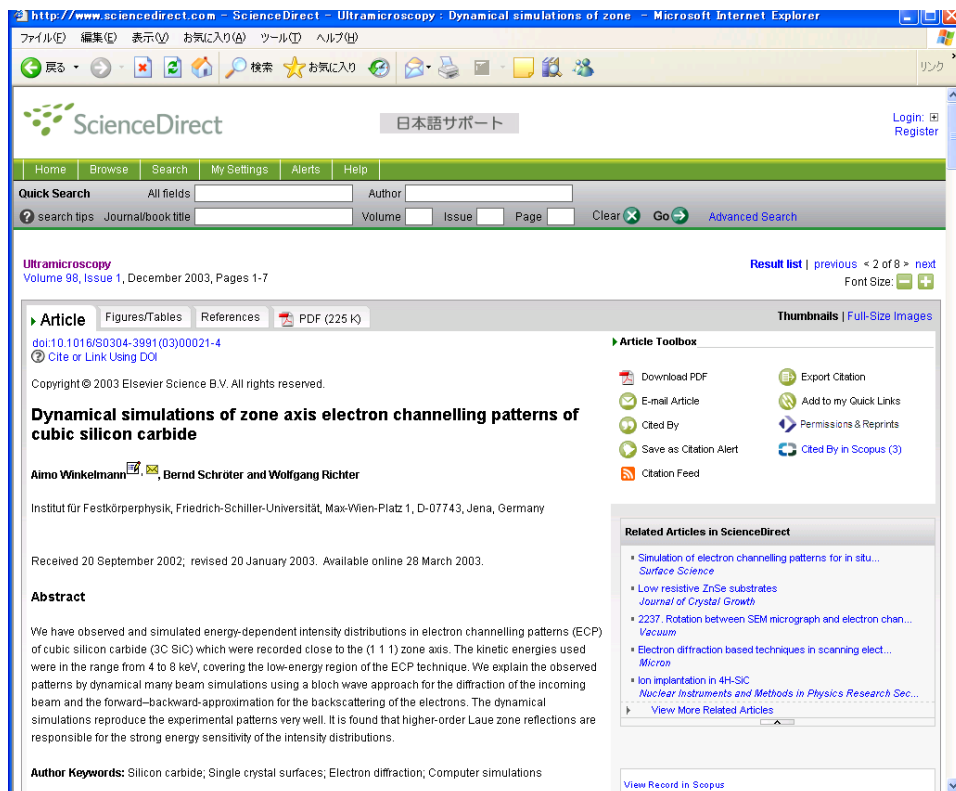 http://www.sciencedirect.com - ScienceDirect - Ultramicroscopy : Dynamical simulations of zone - Microsoft Internet Explorer
ファイル(F) 編集(E) 表示(V) お気に入り(A) ツール(T) ヘルプ(H)
戻る 検索 お気に入り リンク »
ScienceDirect 日本語サポート Login:
Register
Home Browse Search My Settings Alerts Help
Quick Search All fields Author
search tips Journal/book title Volume Issue Page Clear Go Advanced Search
Ultramicroscopy Result list | previous < 2 of 8 > next
Volume 98, Issue 1, December 2003, Pages 1-7
Font Size:
Article Figures/Tables References PDF (225 K) Thumbnails | Full-Size Images
doi:10.1016/S0304-3991(03)00021-4
Cite or Link Using DOI
Copyright © 2003 Elsevier Science B.V. All rights reserved.
Dynamical simulations of zone axis electron channelling patterns of
cubic silicon carbide
Aimo Winkelmann, , Bernd Schröter and Wolfgang Richter
Institut für Festkörperphysik, Friedrich-Schiller-Universität, Max-Wien-Platz 1, D-07743, Jena, Germany
Received 20 September 2002; revised 20 January 2003. Available online 28 March 2003.
Abstract
We have observed and simulated energy-dependent intensity distributions in electron channelling patterns (ECP)
of cubic silicon carbide (3C SiC) which were recorded close to the (1 1 1) zone axis. The kinetic energies used
were in the range from 4 to 8 keV, covering the low-energy region of the ECP technique. We explain the observed
patterns by dynamical many beam simulations using a bloch wave approach for the diffraction of the incoming
beam and the forward–backward-approximation for the backscattering of the electrons. The dynamical
simulations reproduce the experimental patterns very well. It is found that higher-order Laue zone reflections are
responsible for the strong energy sensitivity of the intensity distributions.
Author Keywords: Silicon carbide; Single crystal surfaces; Electron diffraction; Computer simulations
Article Toolbox
Download PDF Export Citation
E-mail Article Add to my Quick Links
Cited By Permissions & Reprints
Save as Citation Alert Cited By in Scopus (3)
Citation Feed
Related Articles in ScienceDirect
Simulation of electron channelling patterns for in situ...
Surface Science
Low resistive ZnSe substrates
Journal of Crystal Growth
2237. Rotation between SEM micrograph and electron chan...
Vacuum
Electron diffraction based techniques in scanning elect...
Micron
Ion implantation in 4H-SiC
Nuclear Instruments and Methods in Physics Research Sec...
View More Related Articles
View Record in Scopus